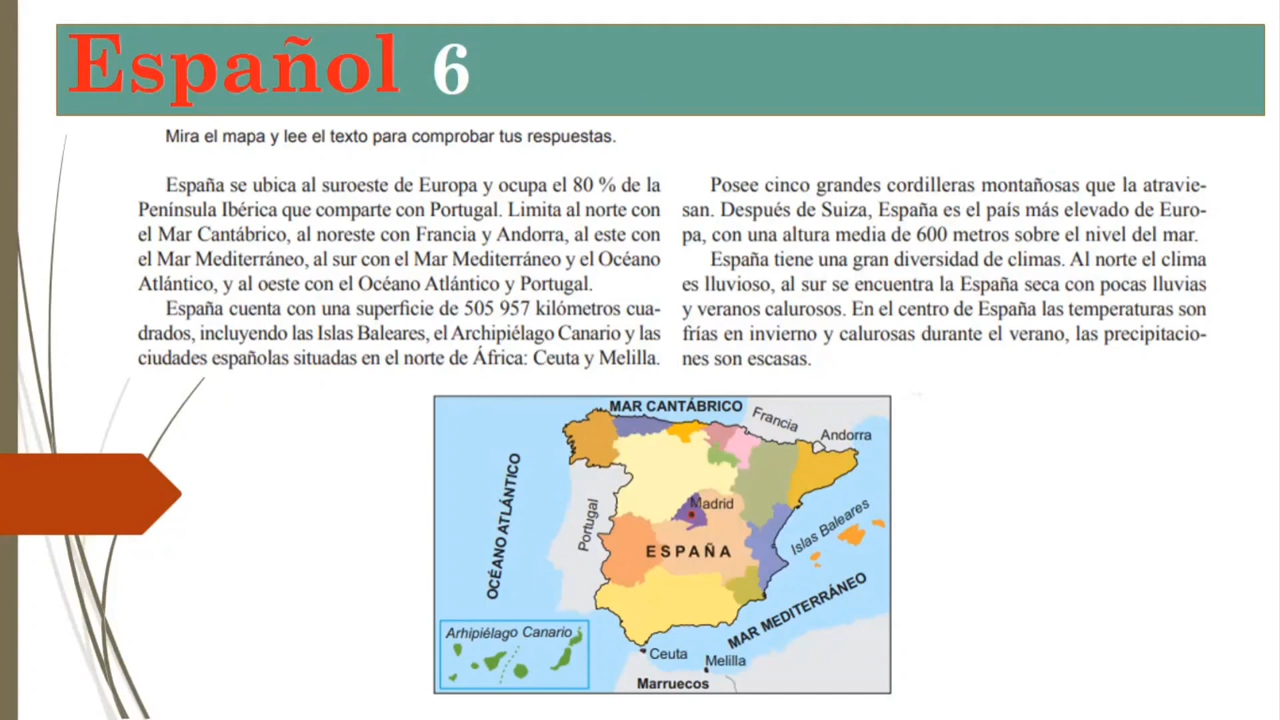 Español 6
Mira el mapa y lee el texto para comprobar tus respuestas.
España se ubica al suroeste de Europa y ocupa el 80 % de la
Península Ibérica que comparte con Portugal. Limita al norte con
el Mar Cantábrico, al noreste con Francia y Andorra, al este con
el Mar Mediterráneo, al sur con el Mar Mediterráneo y el Océano
Atlántico, y al oeste con el Océano Atlántico y Portugal.
España cuenta con una superficie de 505 957 kilómetros cua-
drados, incluyendo las Islas Baleares, el Archipiélago Canario y las
ciudades españolas situadas en el norte de África: Ceuta y Melilla.
Posee cinco grandes cordilleras montañosas que la atravie-
san. Después de Suiza, España es el país más elevado de Euro-
pa, con una altura media de 600 metros sobre el nivel del mar.
España tiene una gran diversidad de climas. Al norte el clima
es lluvioso, al sur se encuentra la España seca con pocas lluvias
y veranos calurosos. En el centro de España las temperaturas son
frías en invierno y calurosas durante el verano, las precipitacio-
nes son escasas.
MAR CANTÁBRICO
Francia
Andorra
OCÉANO ATLÁNTICO
Portugal
Madrid
ESPAÑA
Islas Baleares
MAR MEDITERRÁNEO
Arhipiélago Canario
Ceuta
Melilla
Marruecos